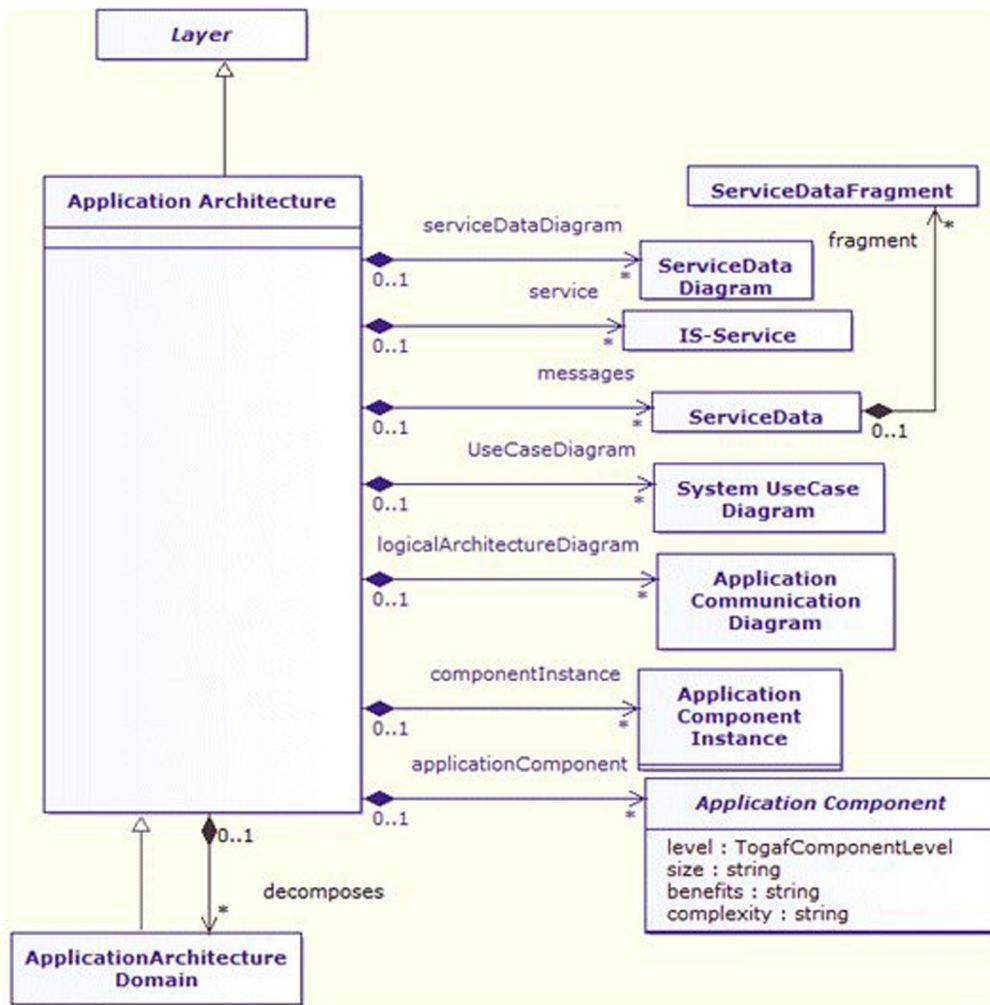 Layer
Application Architecture
ServiceDataFragment
serviceDataDiagram
fragment
*
0..1
*
ServiceData
Diagram
service
0..1
*
IS-Service
messages
0..1
*
ServiceData
0..1
UseCaseDiagram
0..1
*
System UseCase
Diagram
logicalArchitectureDiagram
0..1
*
Application
Communication
Diagram
componentInstance
0..1
*
Application
Component
Instance
applicationComponent
0..1
*
Application Component
level : TogafComponentLevel
size : string
benefits : string
complexity : string
0..1
decomposes
*
ApplicationArchitecture
Domain